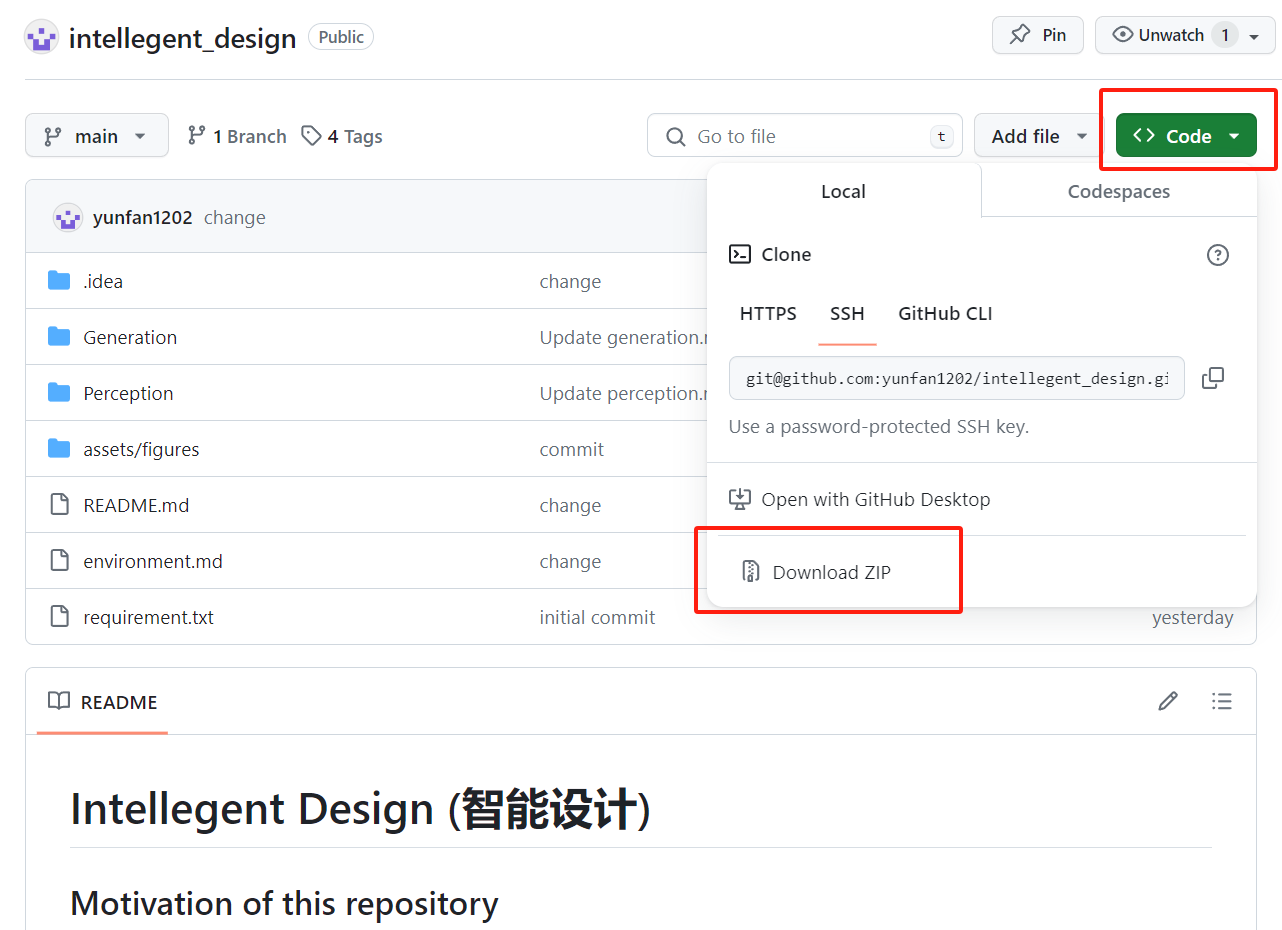 intellegent_design Public Pin Unwatch 1
main 1 Branch 4 Tags Go to file t Add file <> Code
Local Codespaces
yunfan1202 change
Clone
.idea change
HTTPS SSH GitHub CLI
Generation Update generation.
git@github.com:yunfan1202/intellegent_design.gi
Perception Update perception.
Use a password-protected SSH key.
assets/figures commit
Open with GitHub Desktop
README.md change
environment.md change
Download ZIP
requirement.txt initial commit yesterday
README
Intellegent Design (智能设计)
Motivation of this repository